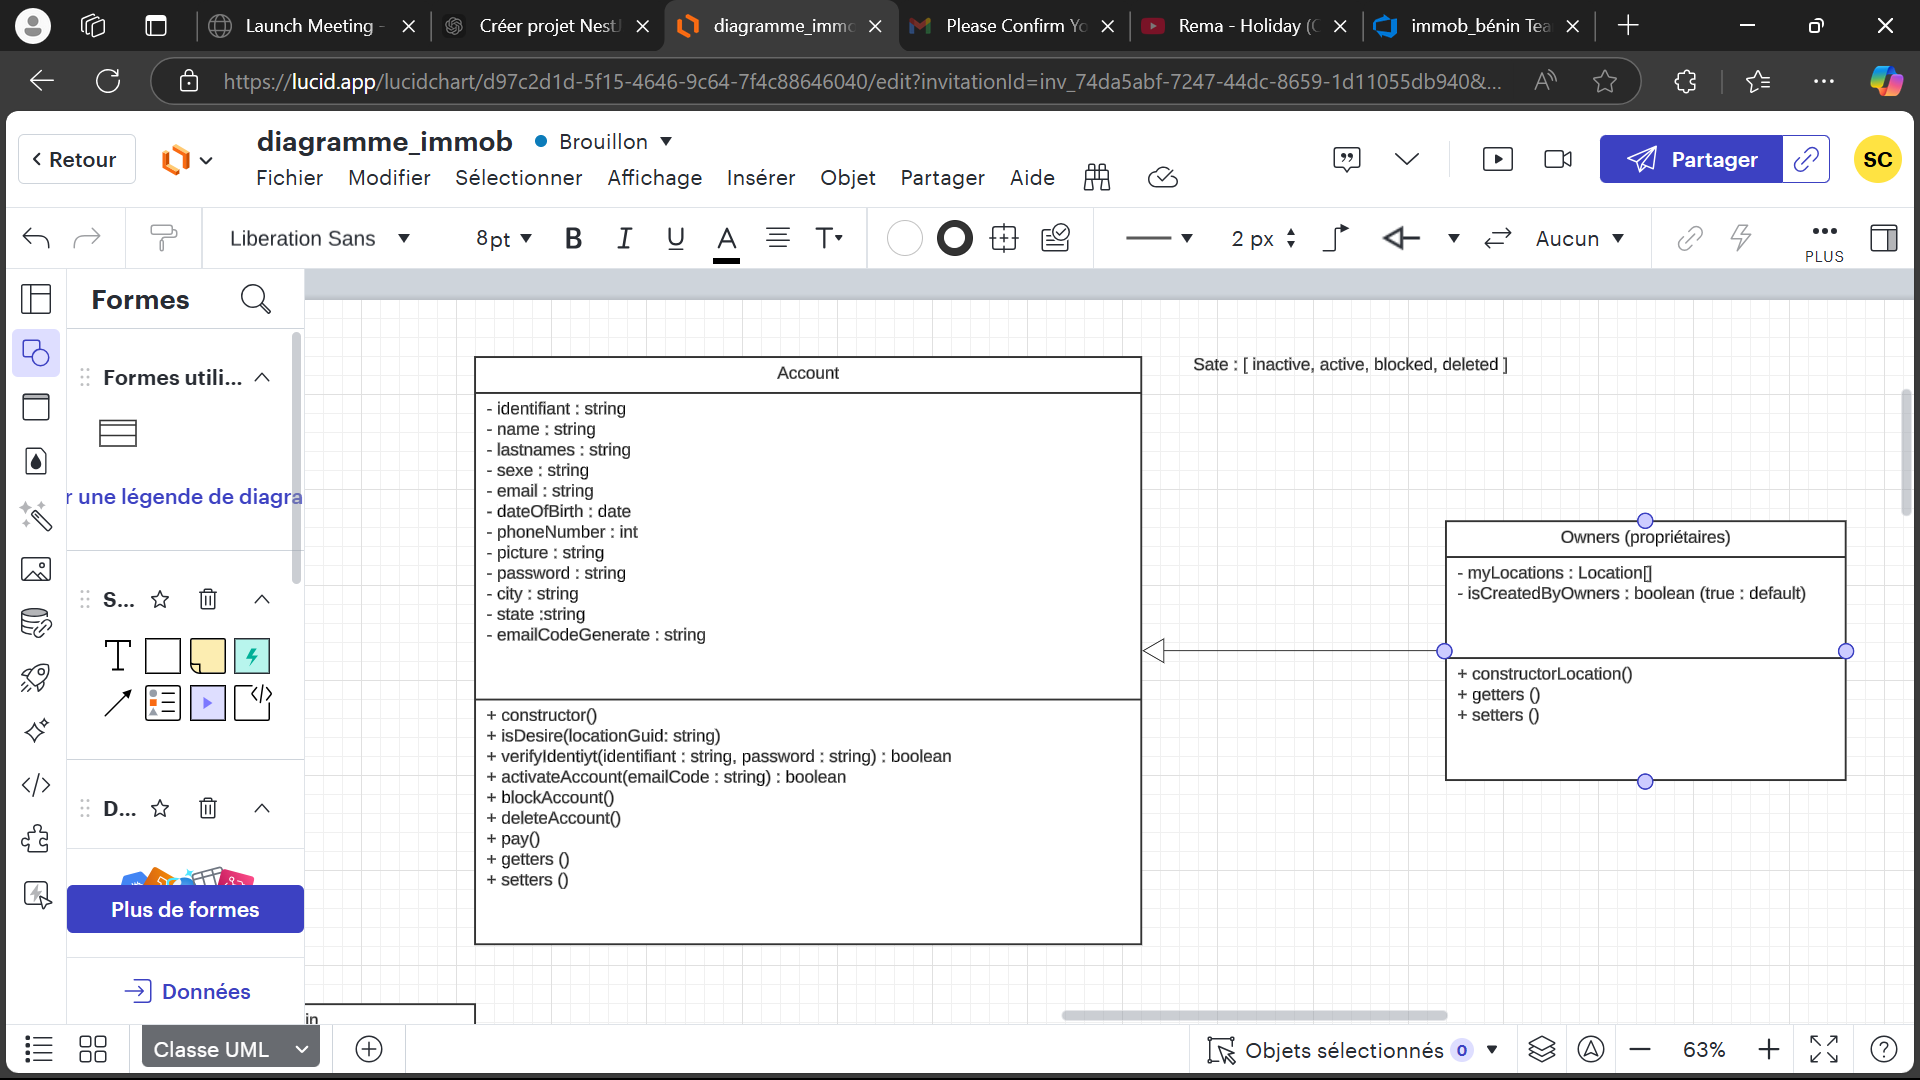 Launch Meeting -
Créer projet NestJ
diagramme_immo
Please Confirm Yo
Rema - Holiday (O
immob_bénin Tea
https://lucid.app/lucidchart/d97c2d1d-5f15-4646-9c64-7f4c88646040/edit?invitationId=inv_74da5abf-7247-44dc-8659-1d11055db940&...
Retour
diagramme_immob
Brouillon
Fichier Modifier Sélectionner Affichage Insérer Objet Partager Aide
Partager
SC
Liberation Sans
8pt
B I U A T
2 px
Aucun
PLUS
Formes
Formes utili...
r une légende de diagra
S...
D...
Plus de formes
Données
Account
- identifiant : string
- name : string
- lastnames : string
- sexe : string
- email : string
- dateOfBirth : date
- phoneNumber : int
- picture : string
- password : string
- city : string
- state :string
- emailCodeGenerate : string
+ constructor()
+ isDesire(locationGuid: string)
+ verifyIdentiyt(identifiant : string, password : string) : boolean
+ activateAccount(emailCode : string) : boolean
+ blockAccount()
+ deleteAccount()
+ pay()
+ getters ()
+ setters ()
Sate : [ inactive, active, blocked, deleted ]
Owners (propriétaires)
- myLocations : Location[]
- isCreatedByOwners : boolean (true : default)
+ constructorLocation()
+ getters ()
+ setters ()
in
Classe UML
Objets sélectionnés 0
63%